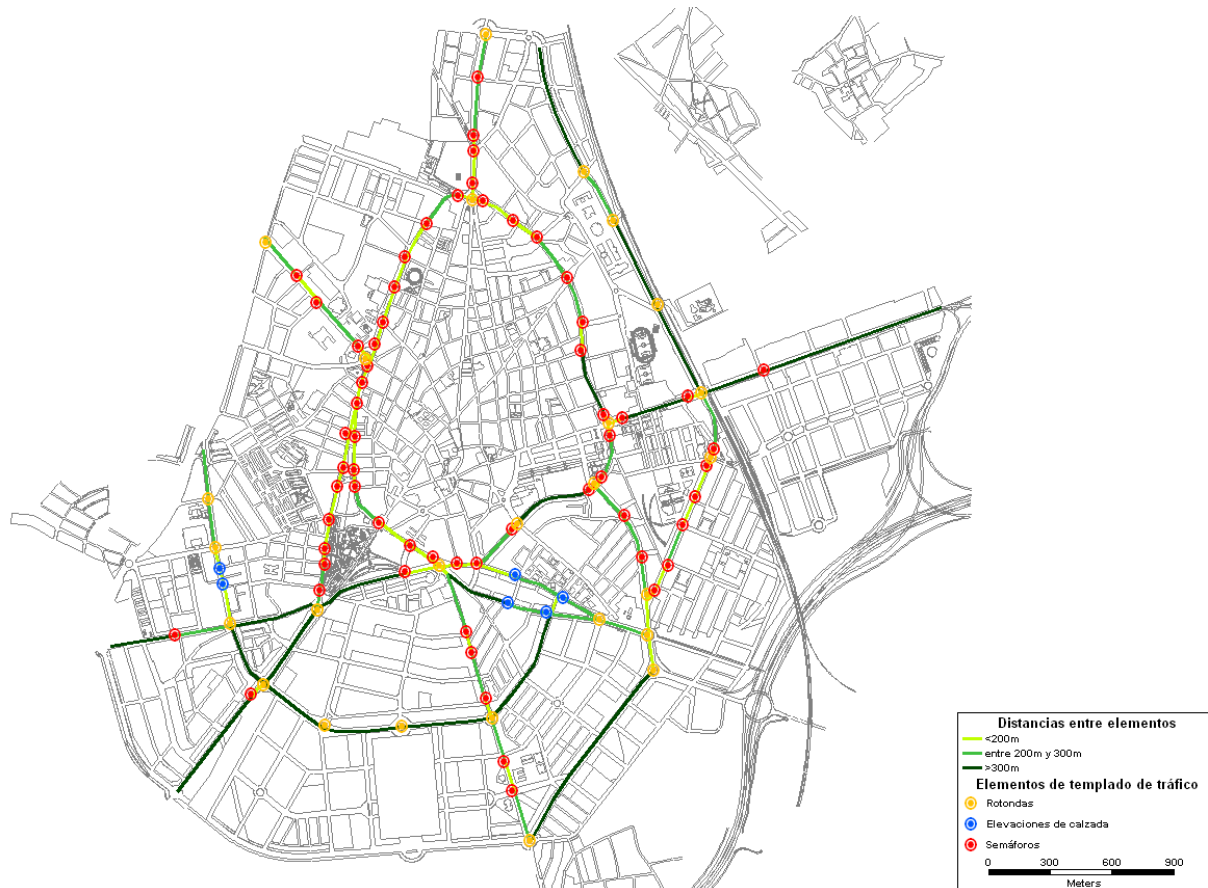 Distancias entre elementos
<200m
entre 200m y 300m
>300m
Elementos de templado de tráfico
Rotondas
Elevaciones de calzada
Semáforos
0 300 600 900
Meters